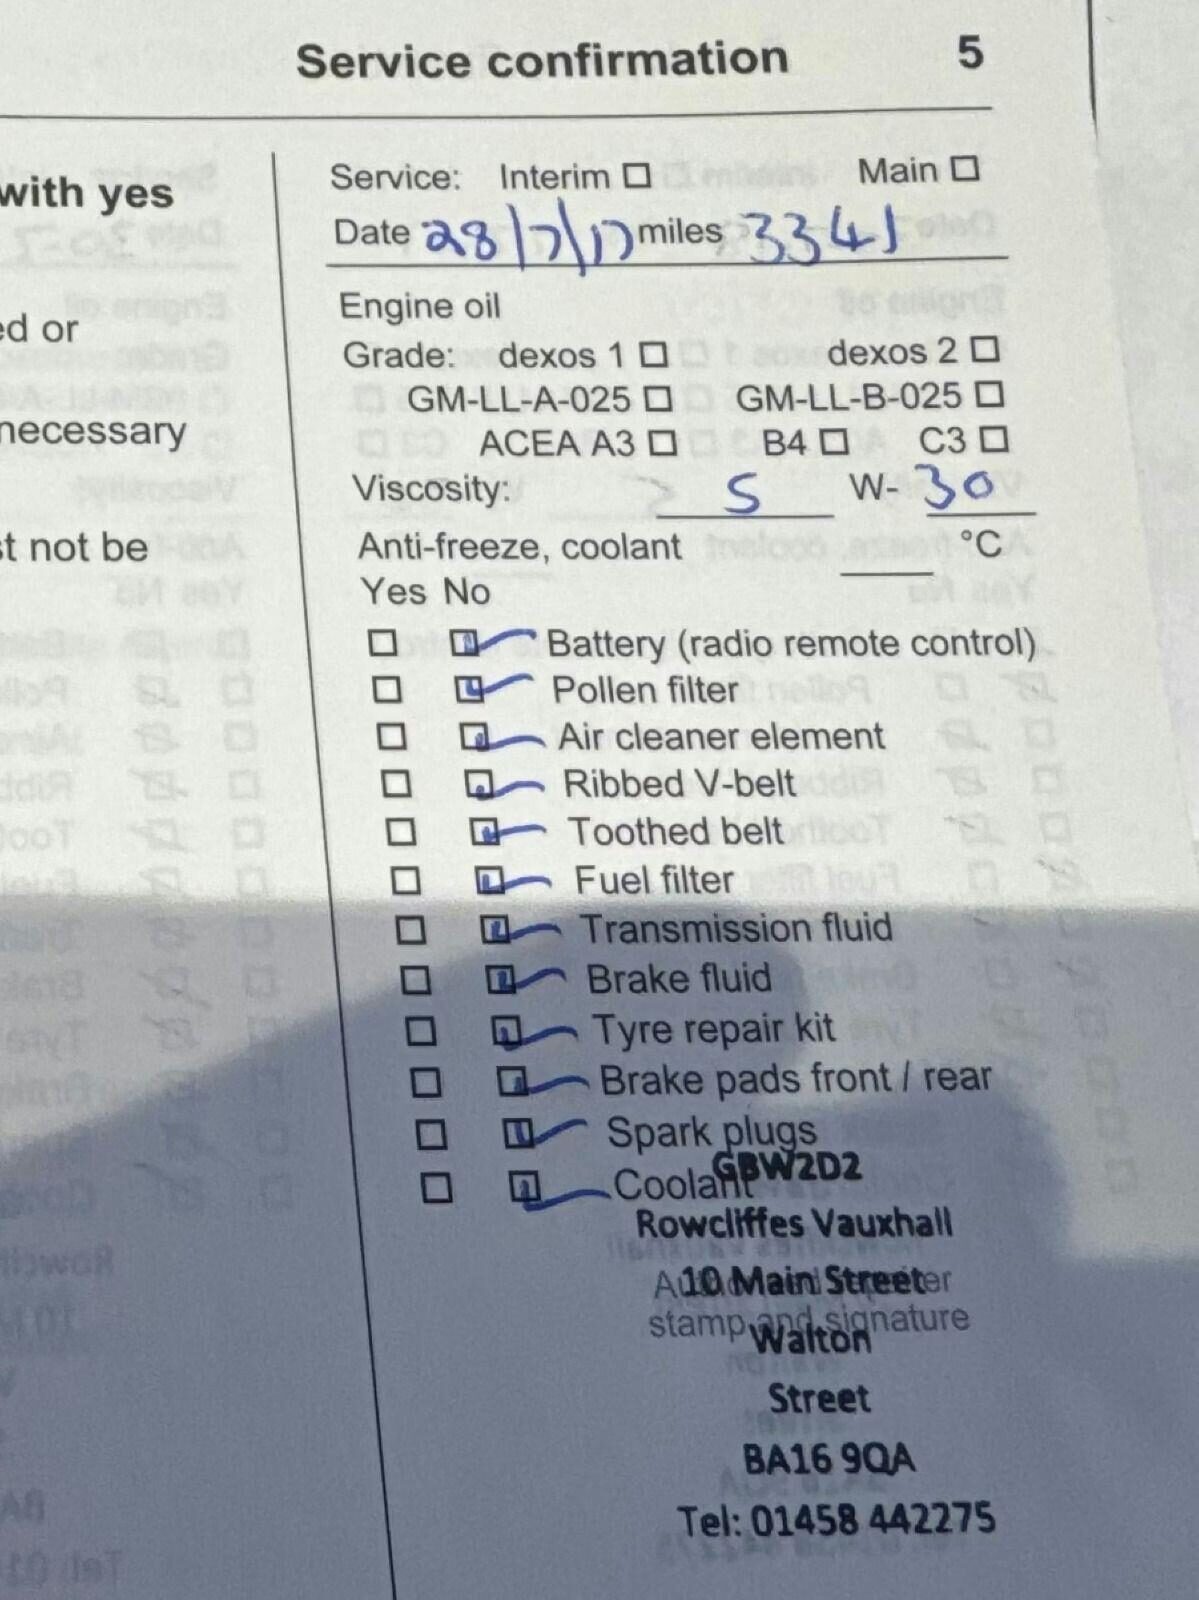 Service confirmation 5
with yes
ed or
necessary
st not be
Service: Interim ☐ Main ☐
Date 28/7/17 miles 3341
Engine oil
Grade: dexos 1 ☐ dexos 2 ☐
GM-LL-A-025 ☐ GM-LL-B-025 ☐
ACEA A3 ☐ B4 ☐ C3 ☐
Viscosity: 5 W- 30
Anti-freeze, coolant °C
Yes No
Battery (radio remote control)
Pollen filter
Air cleaner element
Ribbed V-belt
Toothed belt
Fuel filter
Transmission fluid
Brake fluid
Tyre repair kit
Brake pads front / rear
Spark plugs
Coolant
GBW2D2
Rowcliffes Vauxhall
10 Main Street
stamp and signature
Walton
Street
BA16 9QA
Tel: 01458 442275